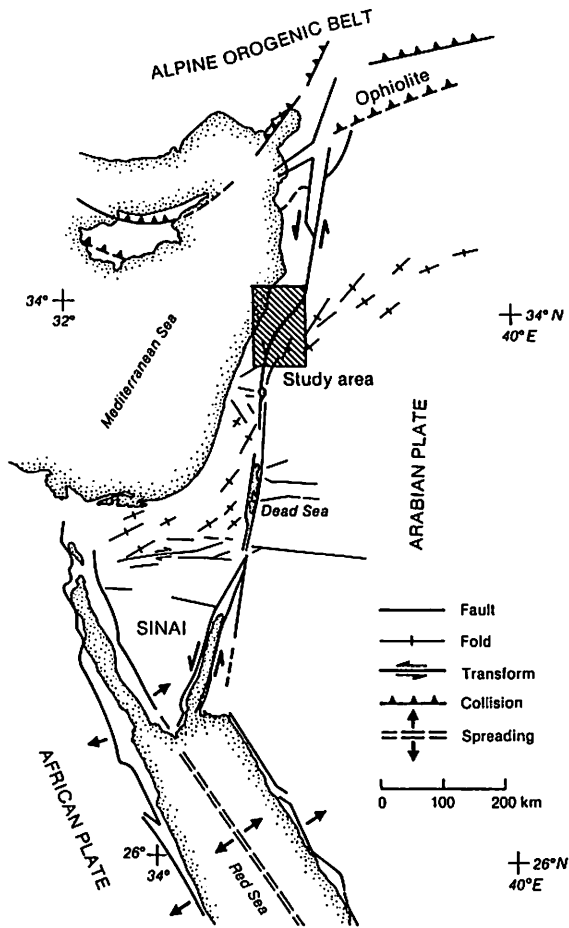 ALPINE OROGENIC BELT
Ophiolite
34°
32°
34° N
40° E
Mediterranean Sea
Study area
ARABIAN PLATE
Dead Sea
SINAI
Fault
Fold
Transform
Collision
Spreading
0 100 200 km
AFRICAN PLATE
26°
34°
Red Sea
26° N
40° E